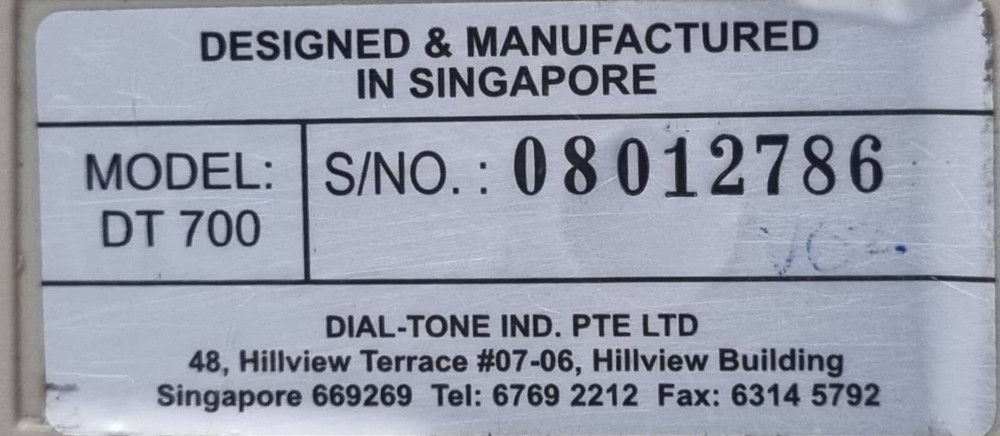 DESIGNED & MANUFACTURED
IN SINGAPORE
MODEL:
DT 700
S/NO. : 08012786
DIAL-TONE IND. PTE LTD
48, Hillview Terrace #07-06, Hillview Building
Singapore 669269 Tel: 6769 2212 Fax: 6314 5792